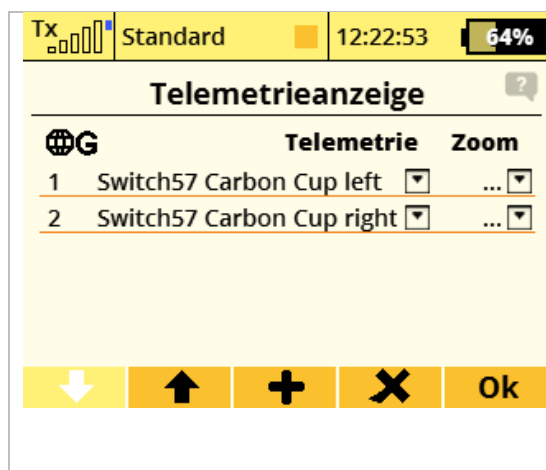 Tx Standard 12:22:53 64%
Telemetrieanzeige ?
G Telemetrie Zoom
1 Switch57 Carbon Cup left ...
2 Switch57 Carbon Cup right ...
Ok